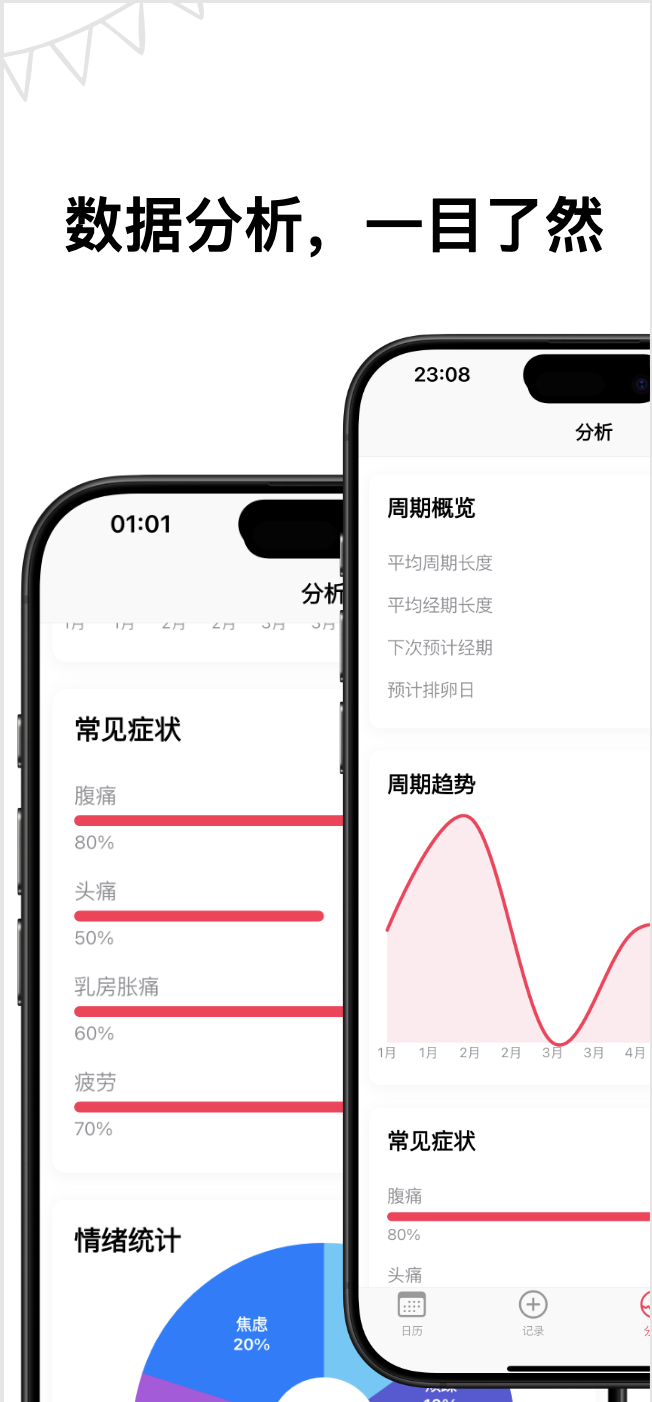 数据分析，一目了然
01:01
分析
1月 1月 2月 2月 3月 3月
常见症状
腹痛
80%
头痛
50%
乳房胀痛
60%
疲劳
70%
情绪统计
焦虑
20%
23:08
分析
周期概览
平均周期长度
平均经期长度
下次预计经期
预计排卵日
周期趋势
1月 1月 2月 2月 3月 3月 4月
常见症状
腹痛
80%
头痛
日历
记录